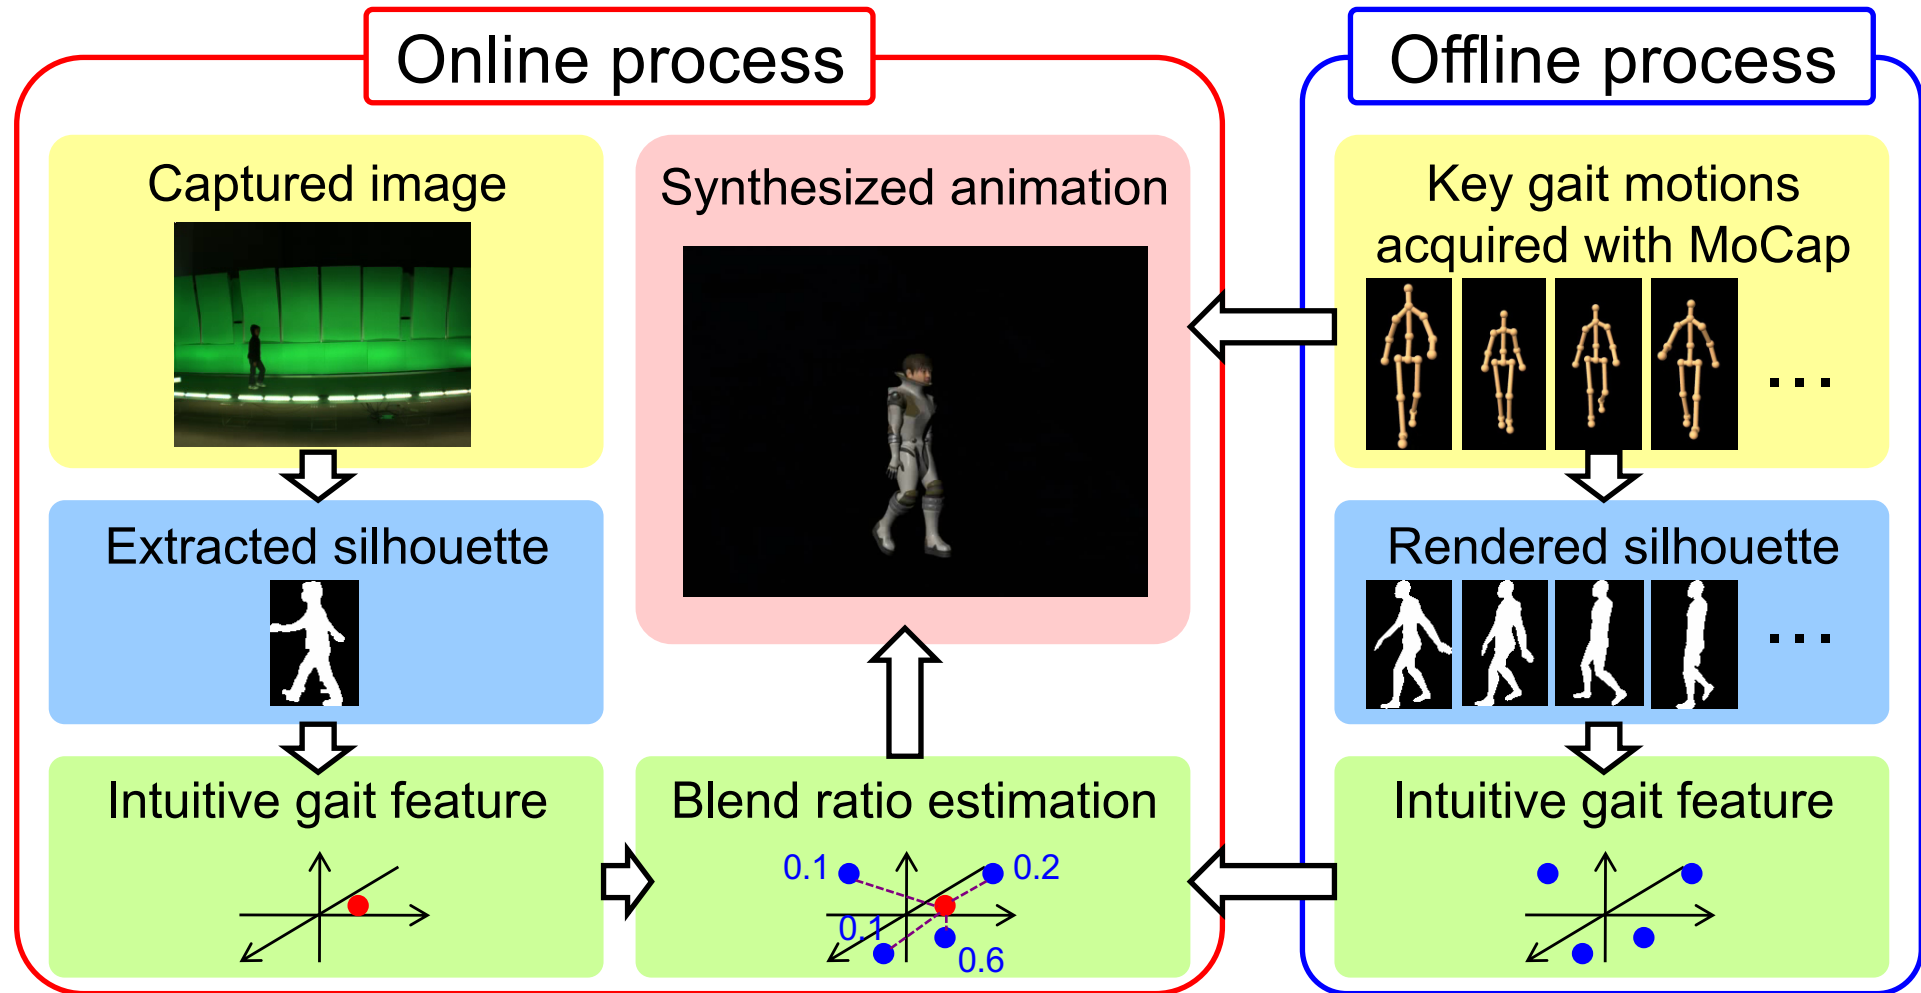 Online process
Captured image
Extracted silhouette
Intuitive gait feature
Synthesized animation
Blend ratio estimation
0.1
0.2
0.1
0.6
Offline process
Key gait motions
acquired with MoCap
...
Rendered silhouette
...
Intuitive gait feature